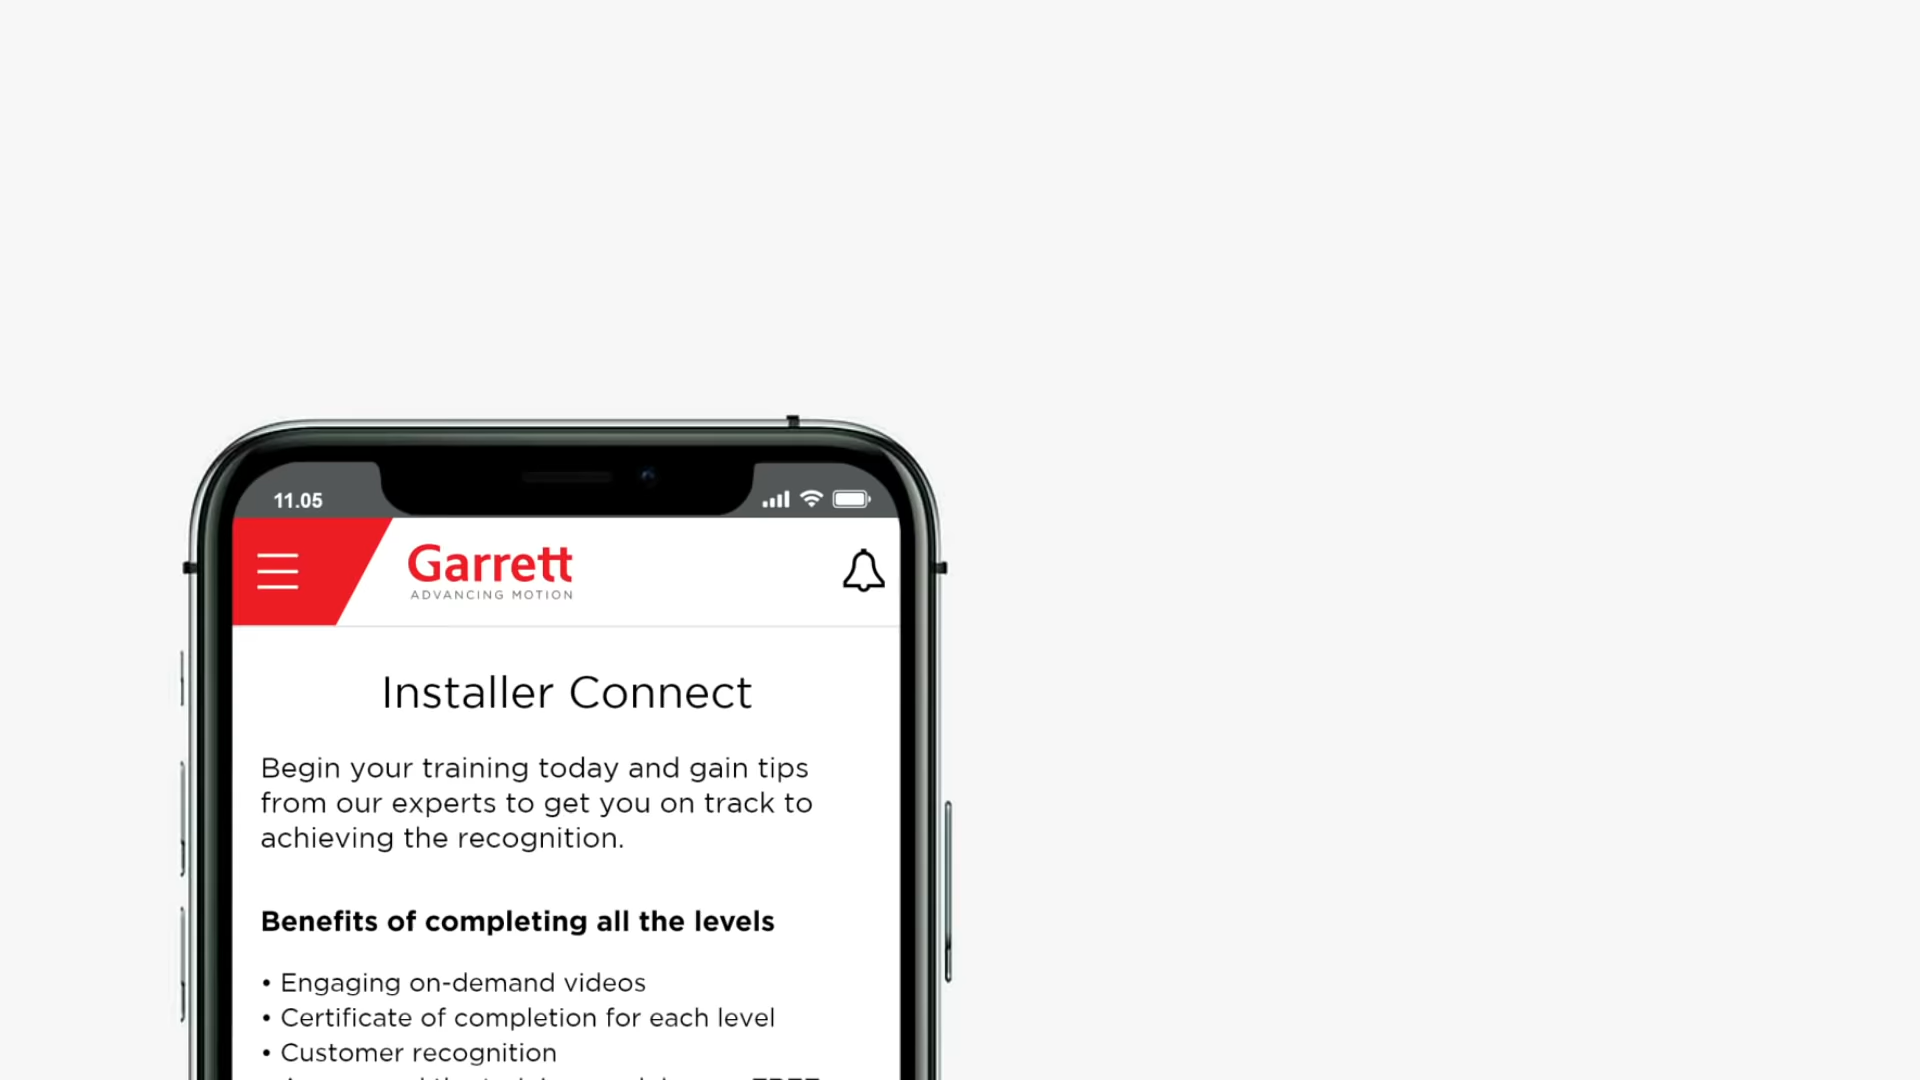 11.05
Garrett
ADVANCING MOTION
Installer Connect
Begin your training today and gain tips
from our experts to get you on track to
achieving the recognition.
Benefits of completing all the levels
• Engaging on-demand videos
• Certificate of completion for each level
• Customer recognition